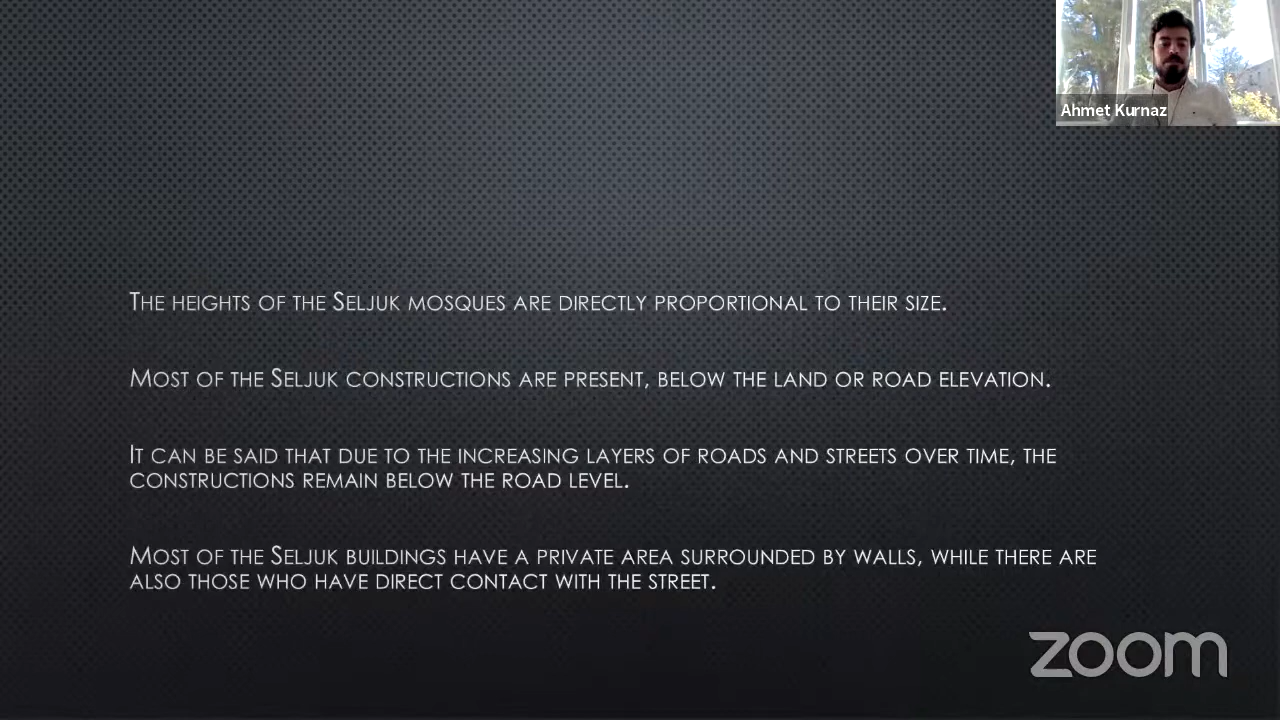 Ahmet Kurnaz
The heights of the Seljuk mosques are directly proportional to their size.
Most of the Seljuk constructions are present, below the land or road elevation.
It can be said that due to the increasing layers of roads and streets over time, the
constructions remain below the road level.
Most of the Seljuk buildings have a private area surrounded by walls, while there are
also those who have direct contact with the street.
zoom